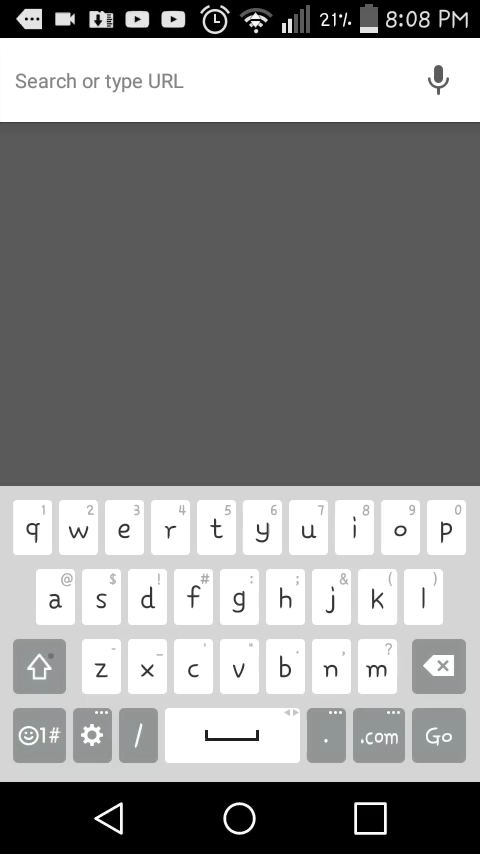 21% 8:08 PM
Search or type URL
1 2 3 4 5 6 7 8 9 0
q w e r t y u i o p
@ $ ! # : ; & ( )
a s d f g h j k l
- _ ' " . , ?
z x c v b n m
☺1# / . .com Go